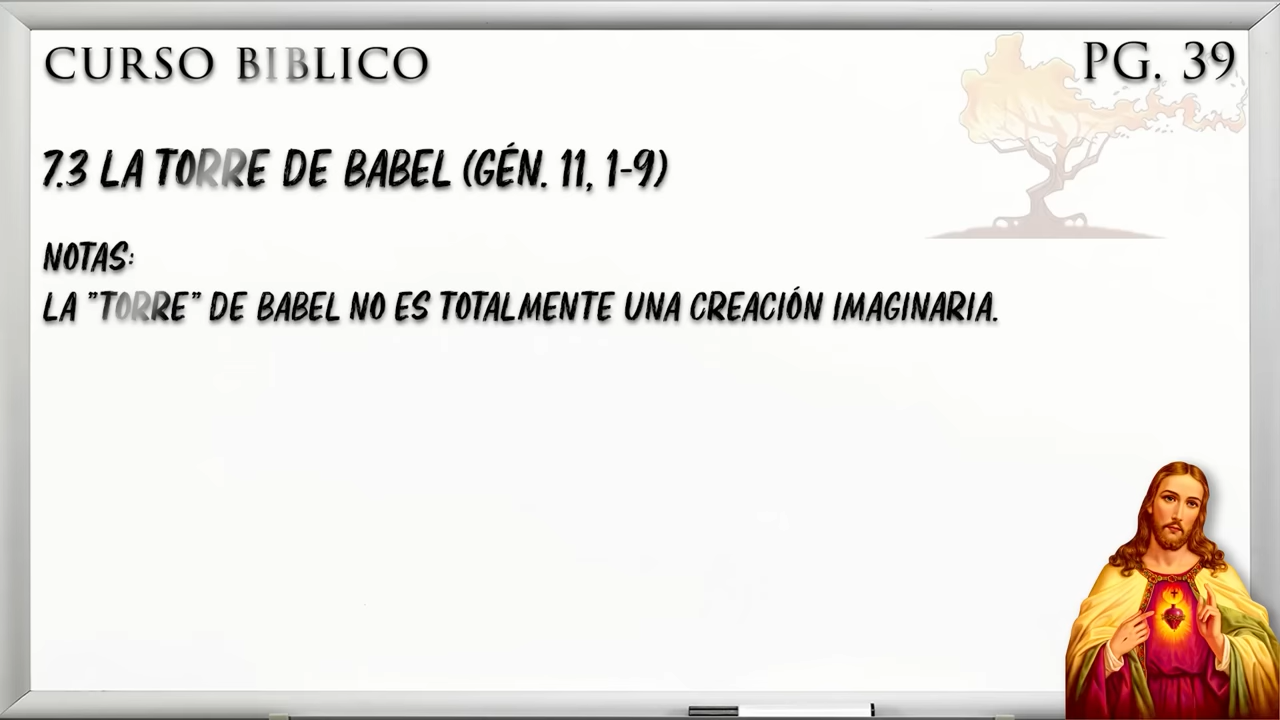 CURSO BIBLICO
PG. 39
7.3 LA TORRE DE BABEL (GÉN. 11, 1-9)
NOTAS:
LA "TORRE" DE BABEL NO ES TOTALMENTE UNA CREACIÓN IMAGINARIA.